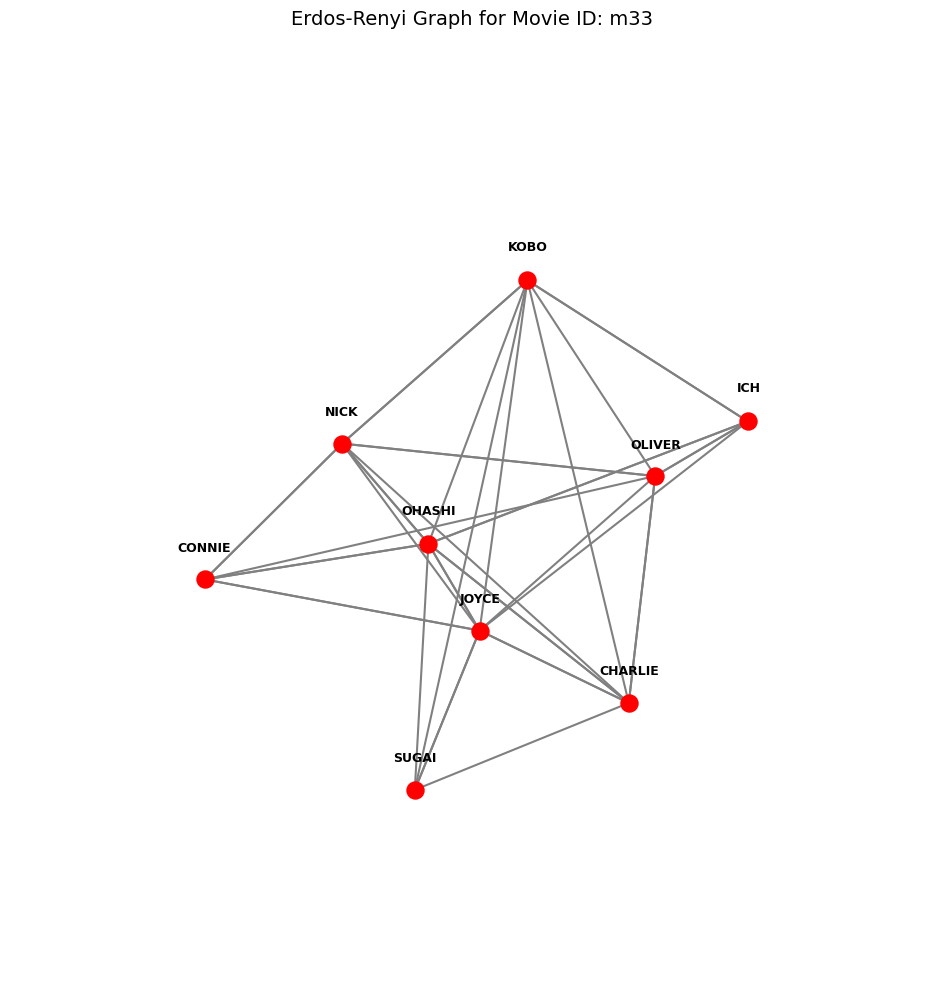 Erdos-Renyi Graph for Movie ID: m33
KOBO
ICH
NICK
OLIVER
OHASHI
CONNIE
JOYCE
CHARLIE
SUGAI